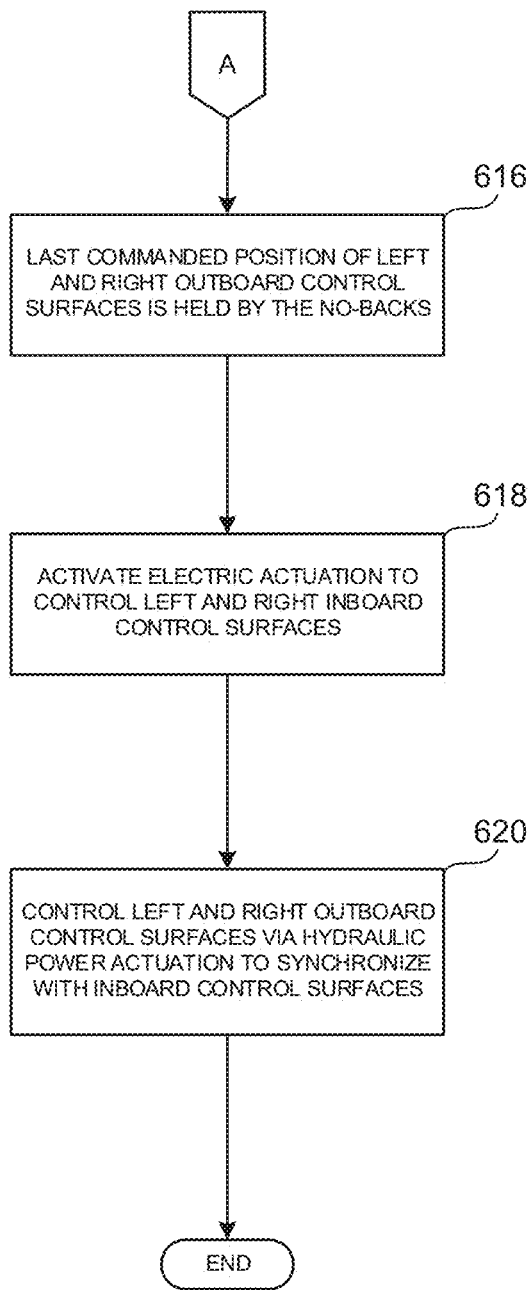 A
616
LAST COMMANDED POSITION OF LEFT
AND RIGHT OUTBOARD CONTROL
SURFACES IS HELD BY THE NO-BACKS
618
ACTIVATE ELECTRIC ACTUATION TO
CONTROL LEFT AND RIGHT INBOARD
CONTROL SURFACES
620
CONTROL LEFT AND RIGHT OUTBOARD
CONTROL SURFACES VIA HYDRAULIC
POWER ACTUATION TO SYNCHRONIZE
WITH INBOARD CONTROL SURFACES
END